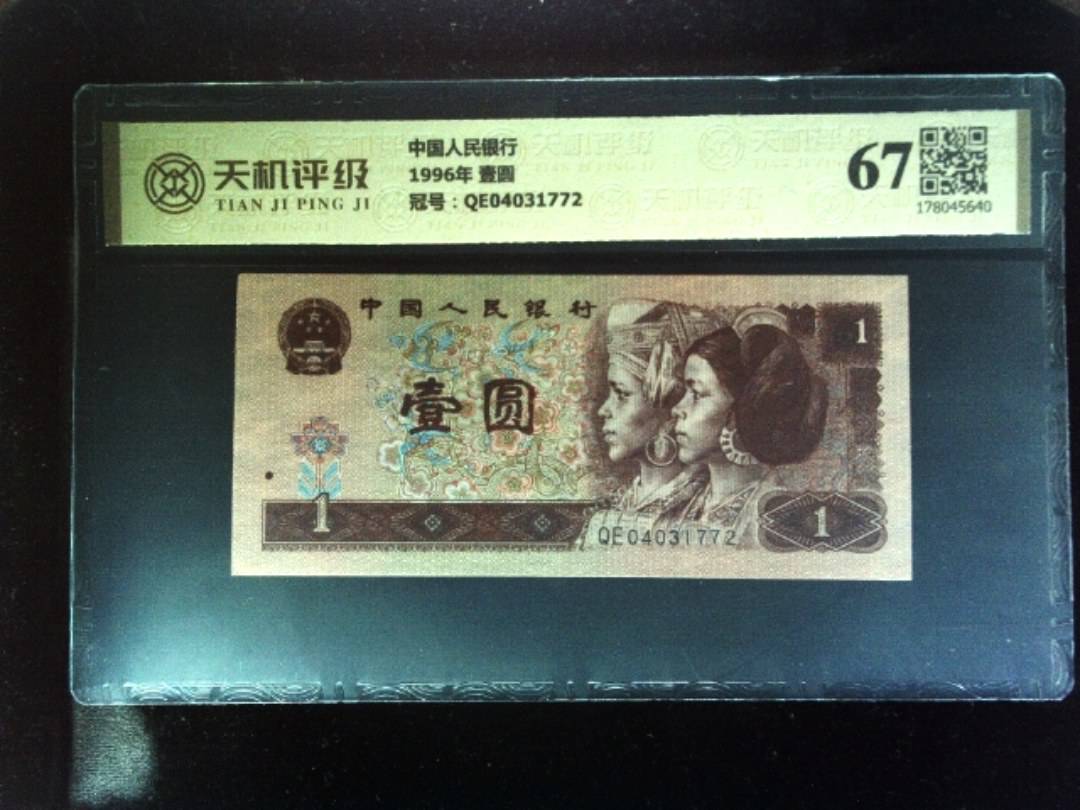 天机评级
TIAN JI PING JI
中国人民银行
1996年 壹圆
冠号：QE04031772
67
178045640
中国人民银行
1
壹圆
1
QE04031772
1